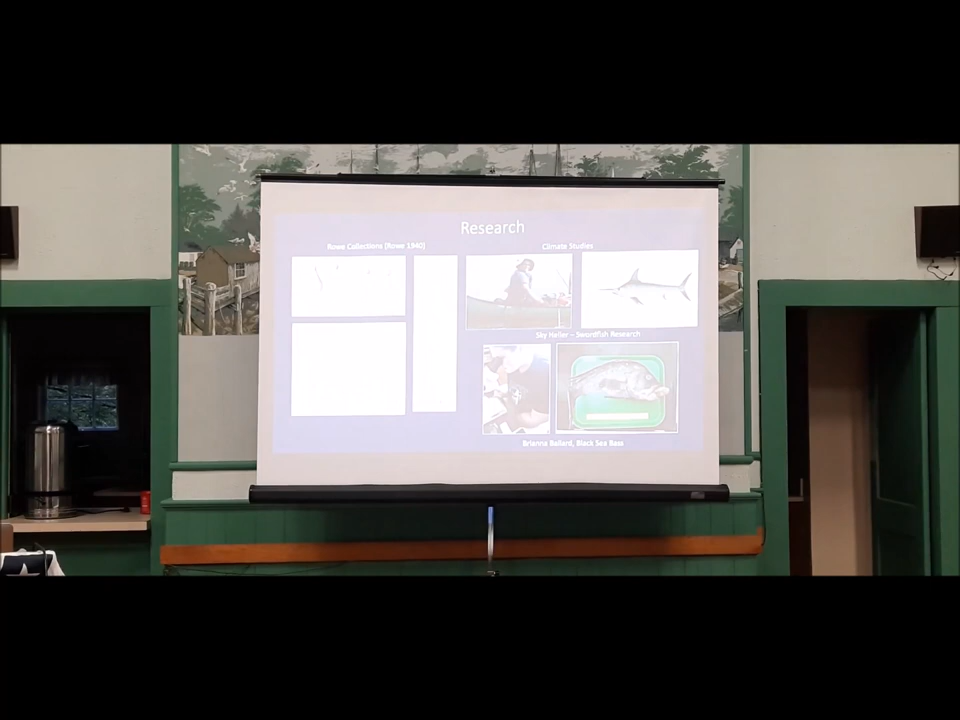 Research
Rowe Collections (Rowe 1940)
Climate Studies
Sky Heller – Swordfish Research
Brianna Ballard, Black Sea Bass